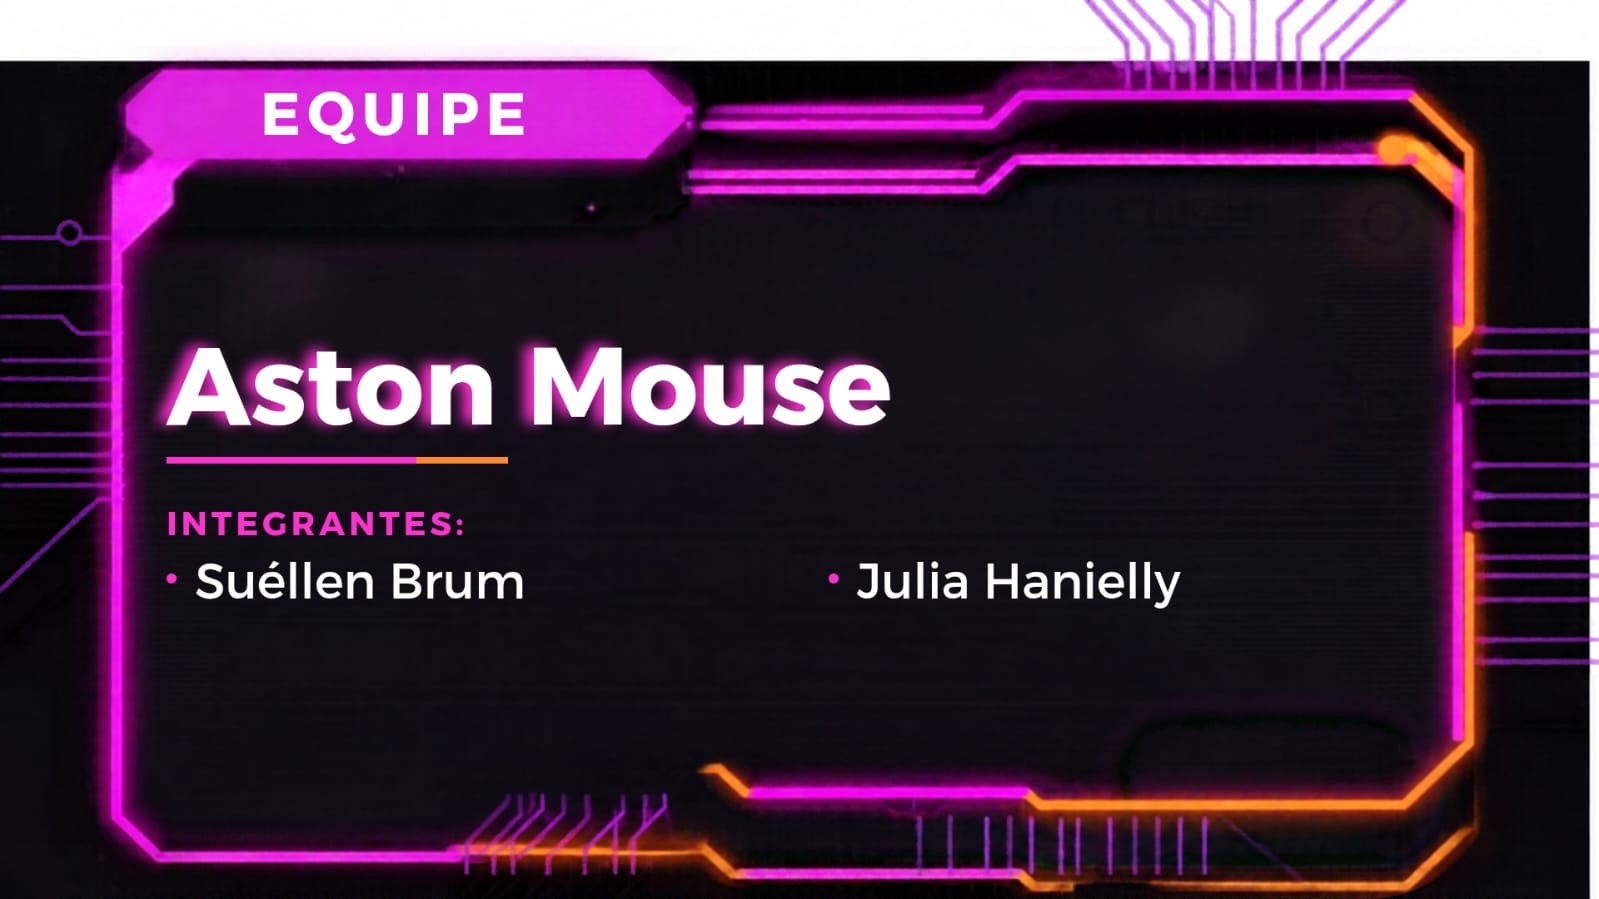 EQUIPE
Aston Mouse
INTEGRANTES:
• Suéllen Brum
• Julia Hanielly